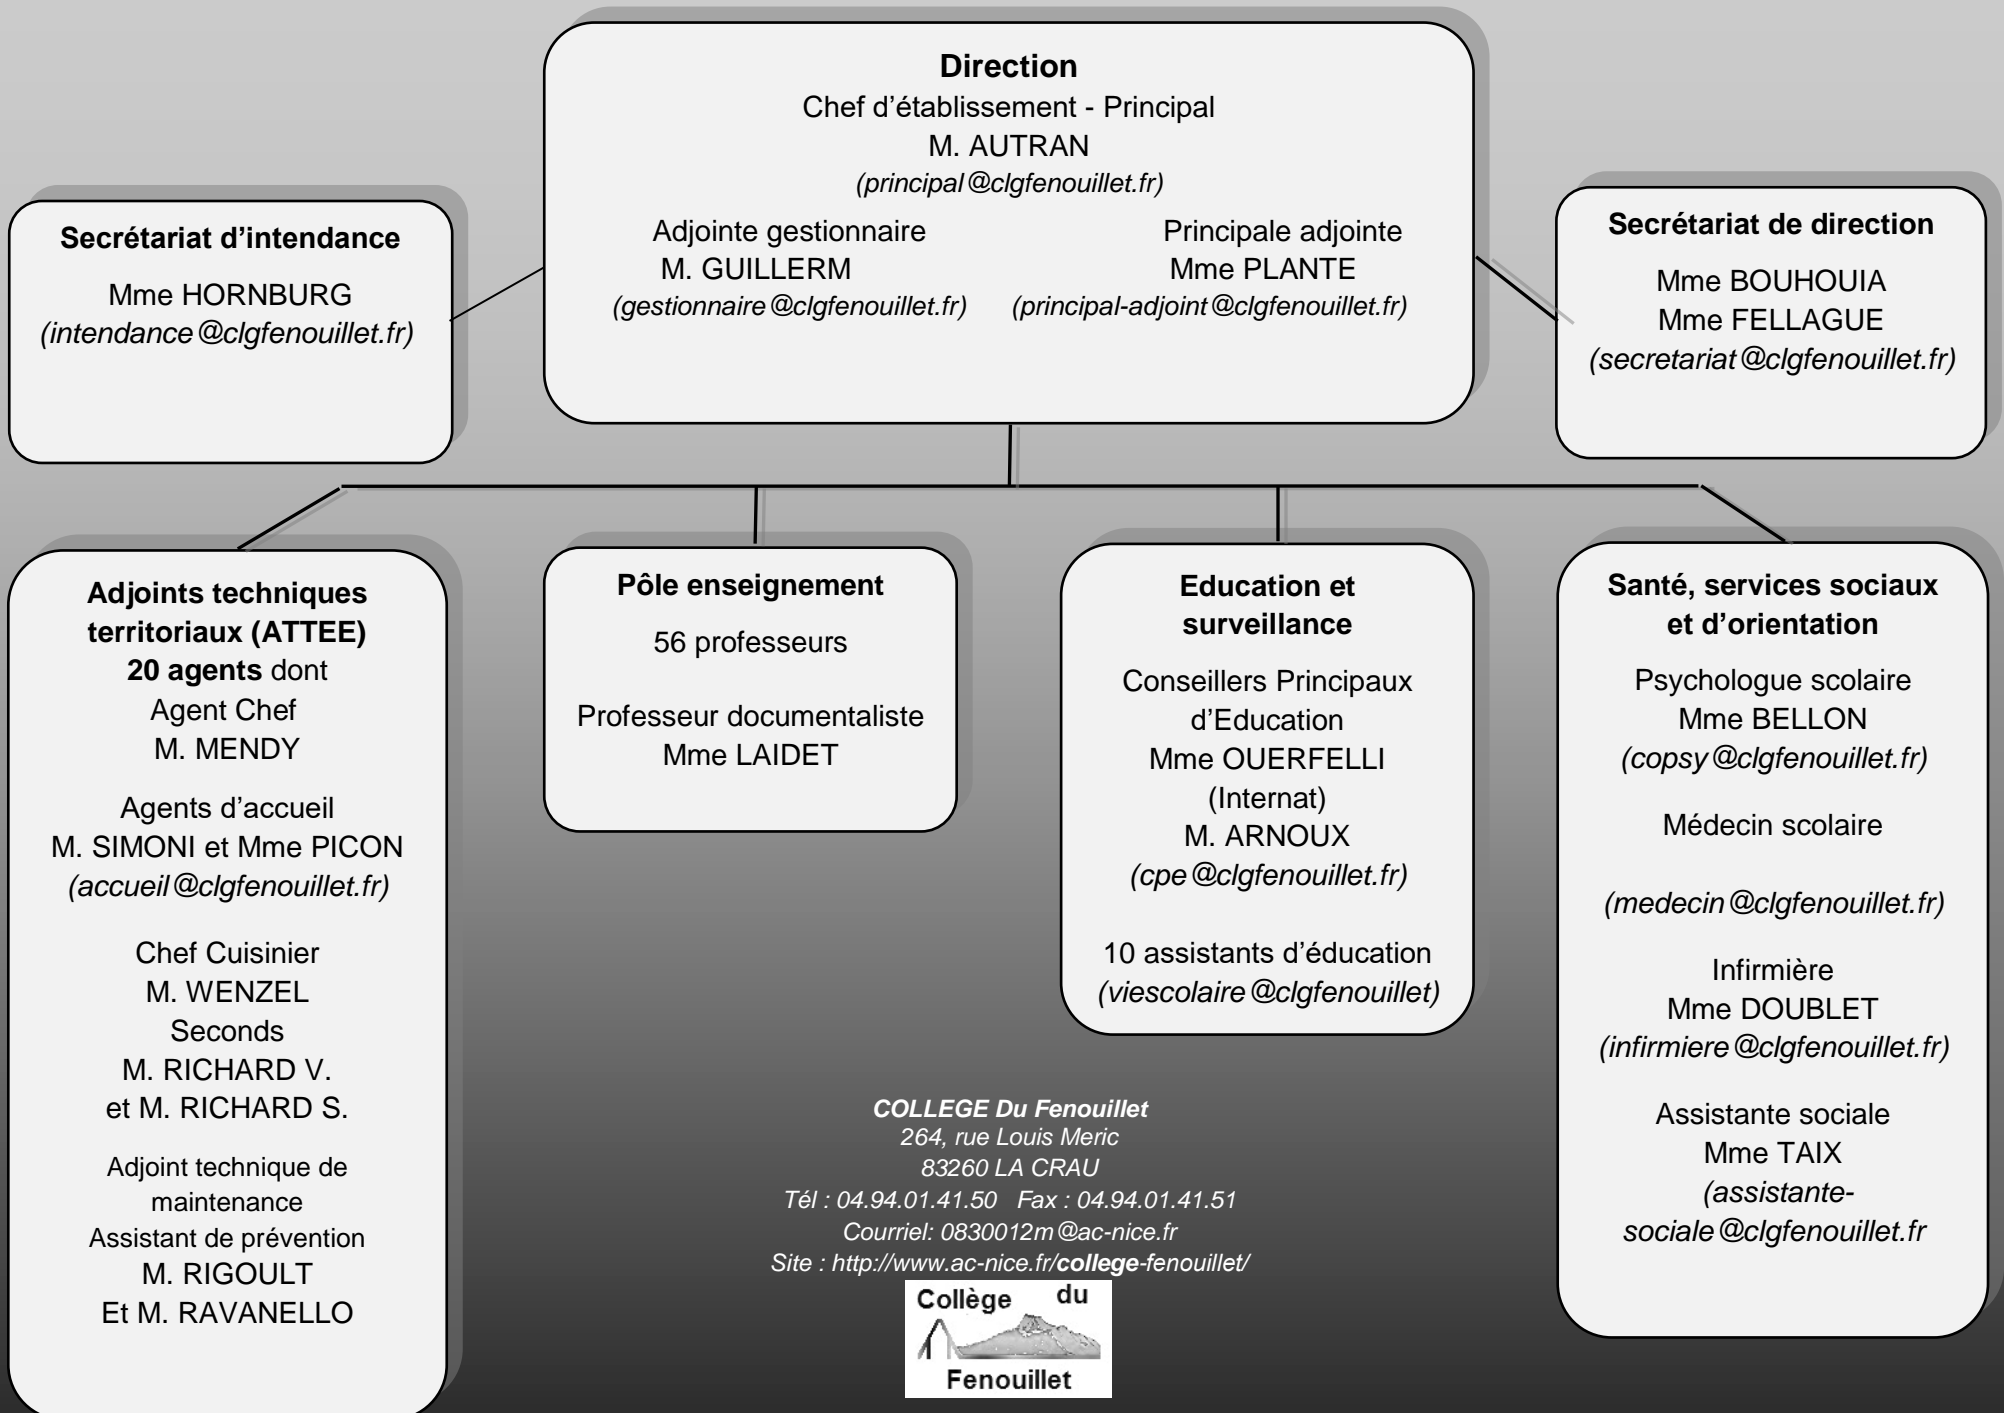 Direction
Chef d’établissement - Principal
M. AUTRAN
(principal@clgfenouillet.fr)
Adjointe gestionnaire
M. GUILLERM
(gestionnaire@clgfenouillet.fr)
Principale adjointe
Mme PLANTE
(principal-adjoint@clgfenouillet.fr)
Secrétariat d’intendance
Mme HORNBURG
(intendance@clgfenouillet.fr)
Secrétariat de direction
Mme BOUHOUIA
Mme FELLAGUE
(secretariat@clgfenouillet.fr)
Adjoints techniques
territoriaux (ATTEE)
20 agents dont
Agent Chef
M. MENDY
Agents d’accueil
M. SIMONI et Mme PICON
(accueil@clgfenouillet.fr)
Chef Cuisinier
M. WENZEL
Seconds
M. RICHARD V.
et M. RICHARD S.
Adjoint technique de
maintenance
Assistant de prévention
M. RIGOULT
Et M. RAVANELLO
Pôle enseignement
56 professeurs
Professeur documentaliste
Mme LAIDET
Education et
surveillance
Conseillers Principaux
d’Education
Mme OUERFELLI
(Internat)
M. ARNOUX
(cpe@clgfenouillet.fr)
10 assistants d’éducation
(viescolaire@clgfenouillet)
Santé, services sociaux
et d’orientation
Psychologue scolaire
Mme BELLON
(copsy@clgfenouillet.fr)
Médecin scolaire
(medecin@clgfenouillet.fr)
Infirmière
Mme DOUBLET
(infirmiere@clgfenouillet.fr)
Assistante sociale
Mme TAIX
(assistante-
sociale@clgfenouillet.fr
COLLEGE Du Fenouillet
264, rue Louis Meric
83260 LA CRAU
Tél : 04.94.01.41.50 Fax : 04.94.01.41.51
Courriel: 0830012m@ac-nice.fr
Site : http://www.ac-nice.fr/college-fenouillet/
Collège du
Fenouillet